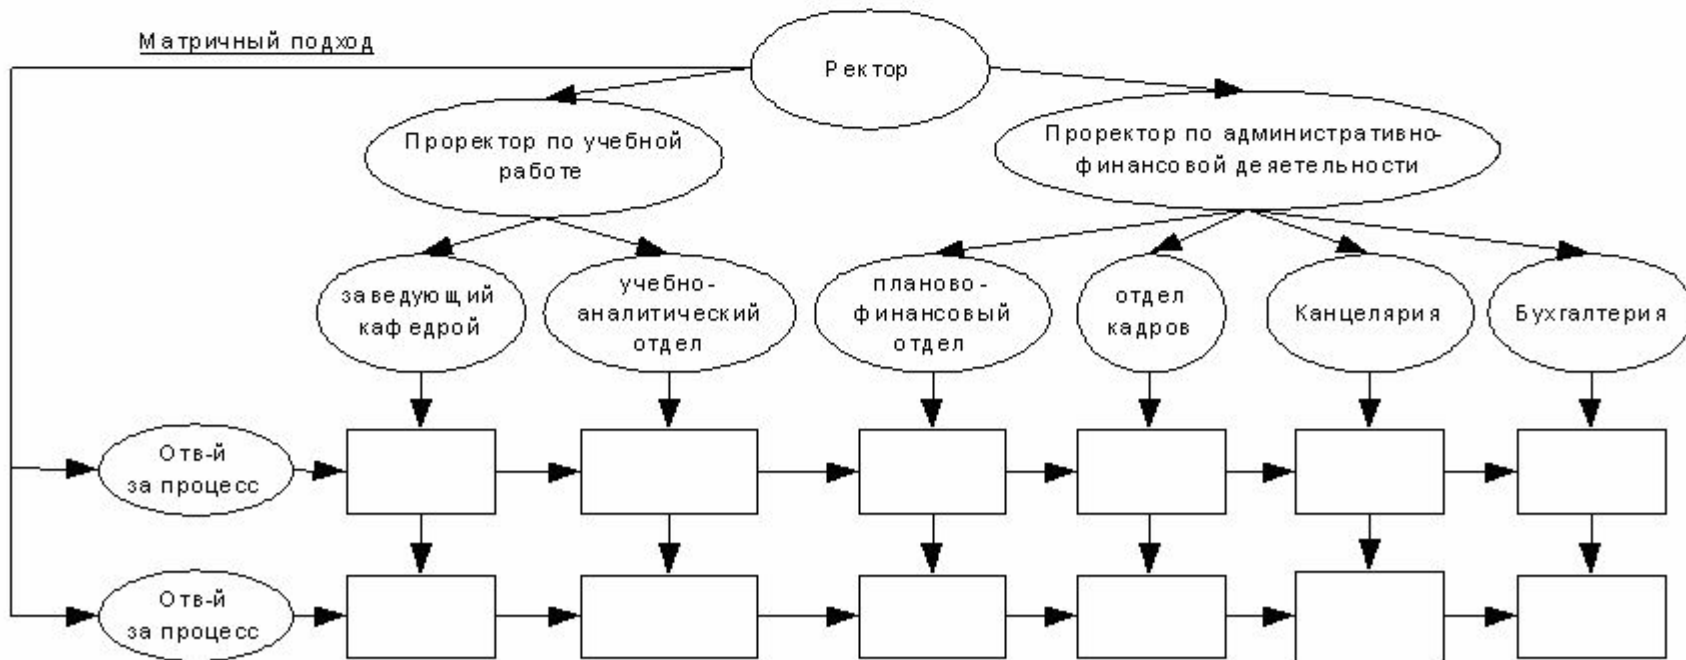 Матричный подход
Ректор
Проректор по учебной
работе
Проректор по административно-
финансовой деяетельности
заведующий
кафедрой
учебно-
аналитический
отдел
планово-
финансовый
отдел
отдел
кадров
Канцелярия
Бухгалтерия
Отв-й
за процесс
Отв-й
за процесс